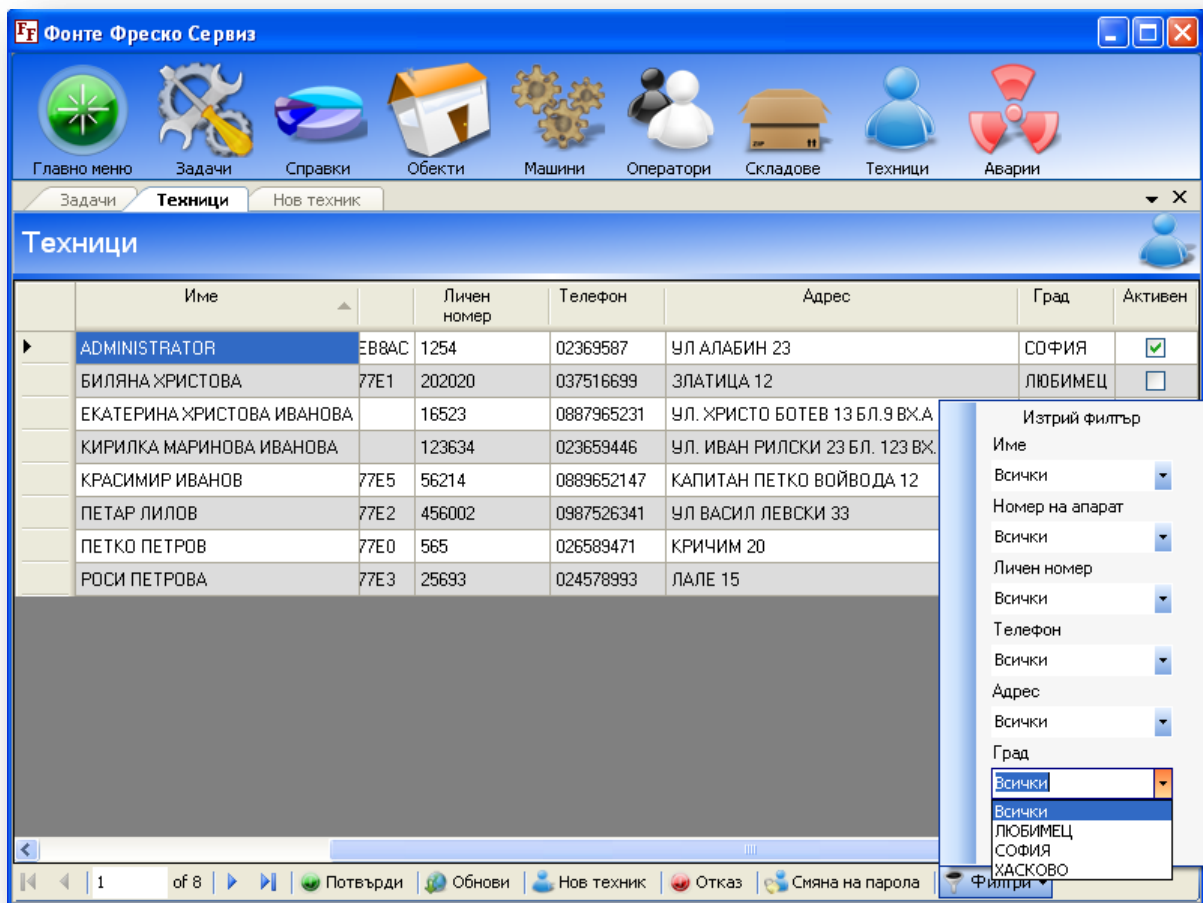 Фонте Фреско Сервиз
Главно меню Задачи Справки Обекти Машини Оператори Складове Техници Аварии
Задачи Техници Нов техник
Техници
Име Личен номер Телефон Адрес Град Активен
ADMINISTRATOR EB8AC 1254 02369587 УЛ АЛАБИН 23 СОФИЯ
БИЛЯНА ХРИСТОВА 77E1 202020 037516699 ЗЛАТИЦА 12 ЛЮБИМЕЦ
ЕКАТЕРИНА ХРИСТОВА ИВАНОВА 16523 0887965231 УЛ. ХРИСТО БОТЕВ 13 БЛ.9 ВХ.А
КИРИЛКА МАРИНОВА ИВАНОВА 123634 023659446 УЛ. ИВАН РИЛСКИ 23 БЛ. 123 ВХ.
КРАСИМИР ИВАНОВ 77E5 56214 0889652147 КАПИТАН ПЕТКО ВОЙВОДА 12
ПЕТАР ЛИЛОВ 77E2 456002 0987526341 УЛ ВАСИЛ ЛЕВСКИ 33
ПЕТКО ПЕТРОВ 77E0 565 026589471 КРИЧИМ 20
РОСИ ПЕТРОВА 77E3 25693 024578993 ЛАЛЕ 15
Изтрий филтър
Име
Всички
Номер на апарат
Всички
Личен номер
Всички
Телефон
Всички
Адрес
Всички
Град
Всички
Всички
ЛЮБИМЕЦ
СОФИЯ
ХАСКОВО
1 of 8 Потвърди Обнови Нов техник Отказ Смяна на парола Филтри